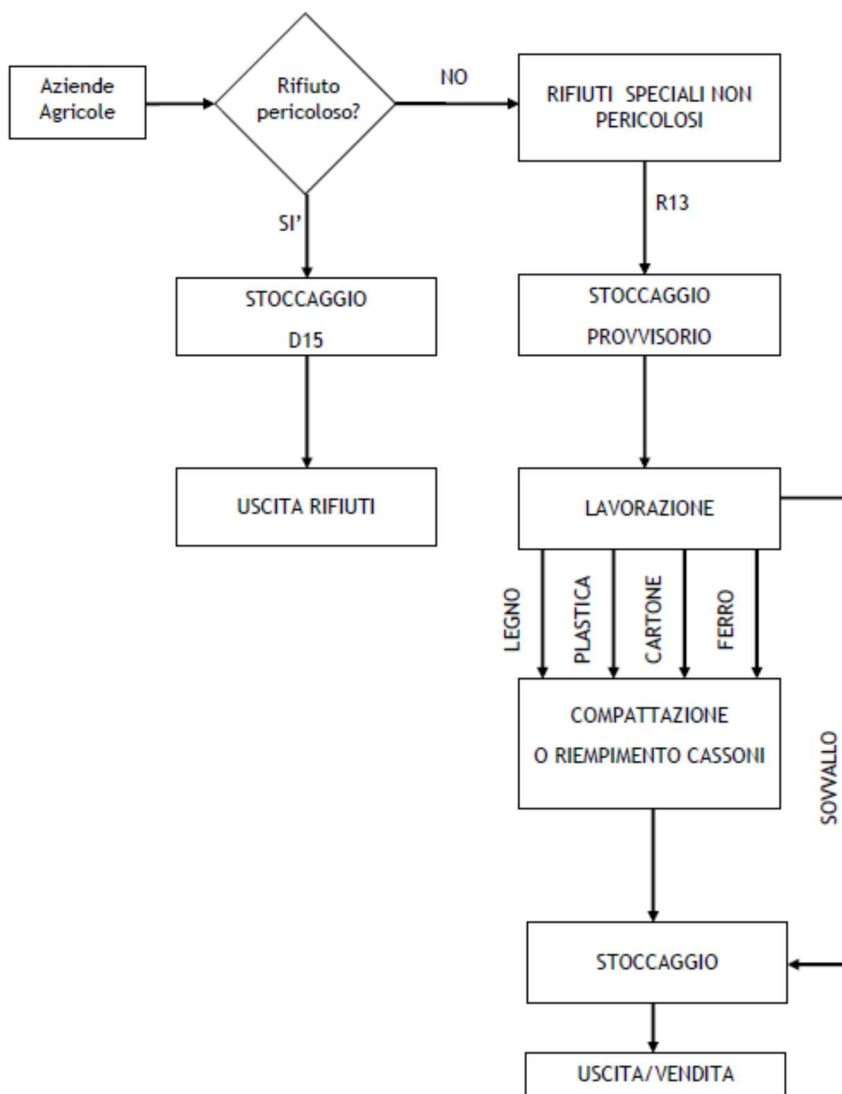 Aziende
Agricole
Rifiuto
pericoloso?
NO
RIFIUTI SPECIALI NON
PERICOLOSI
SI’
R13
STOCCAGGIO
D15
STOCCAGGIO
PROVVISORIO
USCITA RIFIUTI
LAVORAZIONE
LEGNO
PLASTICA
CARTONE
FERRO
COMPATTAZIONE
O RIEMPIMENTO CASSONI
SOVVALLO
STOCCAGGIO
USCITA/VENDITA